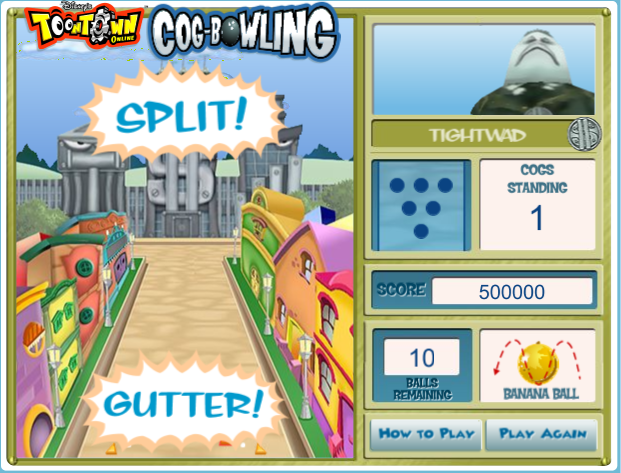 Disney's
TOONTOWN
ONLINE
COG-BOWLING
SPLIT!
GUTTER!
TIGHTWAD
COGS
STANDING
1
SCORE 500000
10
BALLS
REMAINING
BANANA BALL
HOW TO PLAY PLAY AGAIN